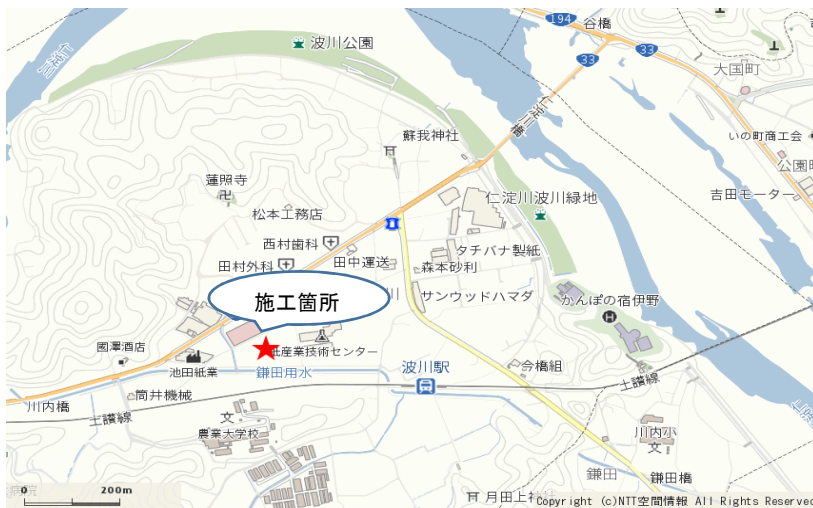 194
谷橋
波川公園
33
33
仁淀川
大国町
仁淀川橋
いの町商工会
蘇我神社
公園町
蓮照寺
仁淀川波川緑地
吉田モーター
松本工務店
西村歯科
タチバナ製紙
田中運送
田村外科
森本砂利
川
サンウッドハマダ
かんぽの宿伊野
施工箇所
國澤酒店
紙産業技術センター
池田紙業
鎌田用水
波川駅
今橋組
土讃線
筒井機械
川内橋
土讃線
文
農業大学校
川内小
文
鎌田
鎌田橋
病院
0
200m
月田上神社
Copyright (c)NTT空間情報 All Rights Reserved